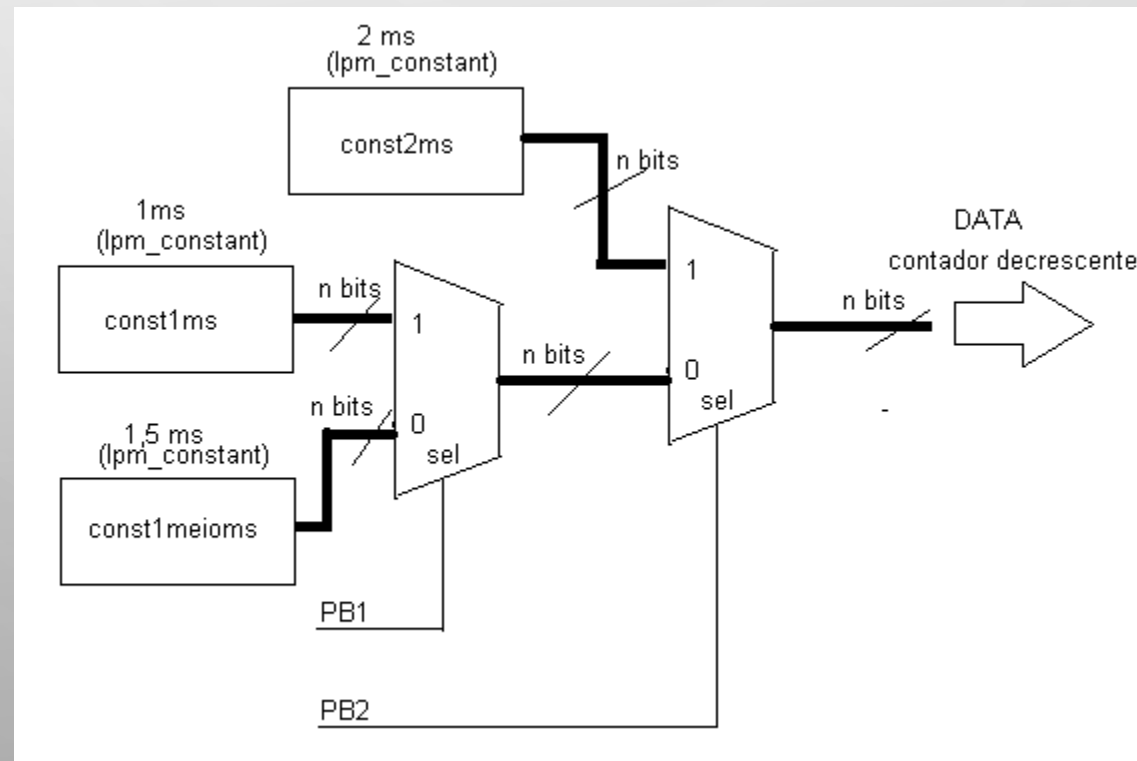 2 ms
(lpm_constant)
const2ms
n bits
1ms
(lpm_constant)
const1ms
n bits
1
n bits
0
sel
1,5 ms
(lpm_constant)
const1meioms
n bits
1
0
sel
n bits
DATA
contador decrescente
PB1
PB2